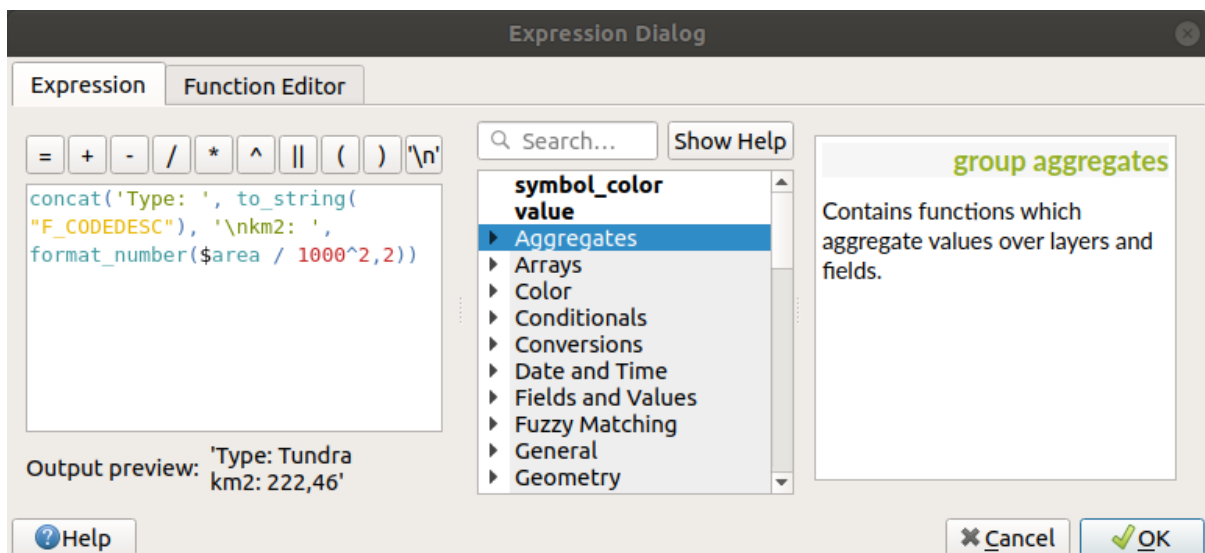 Expression Dialog
Expression
Function Editor
= + - / * ^ || ( ) '\n'
concat('Type: ', to_string(
"F_CODEDESC"), '\nkm2: ',
format_number($area / 1000^2,2))
Output preview: 'Type: Tundra
km2: 222,46'
Search...
Show Help
symbol_color
value
Aggregates
Arrays
Color
Conditionals
Conversions
Date and Time
Fields and Values
Fuzzy Matching
General
Geometry
group aggregates
Contains functions which
aggregate values over layers and
fields.
Help
Cancel
OK